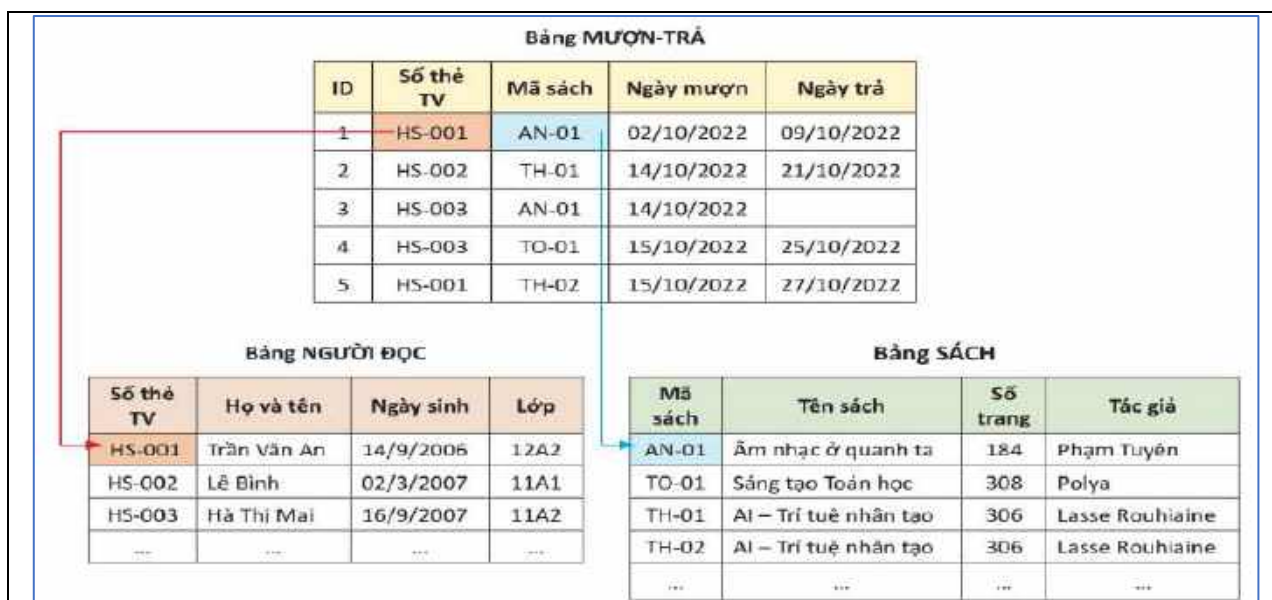 Bảng MƯỢN-TRẢ
ID Số thẻ TV Mã sách Ngày mượn Ngày trả
1 HS-001 AN-01 02/10/2022 09/10/2022
2 HS-002 TH-01 14/10/2022 21/10/2022
3 HS-003 AN-01 14/10/2022
4 HS-003 TO-01 15/10/2022 25/10/2022
5 HS-001 TH-02 15/10/2022 27/10/2022
Bảng NGƯỜI ĐỌC
Số thẻ TV Họ và tên Ngày sinh Lớp
HS-001 Trần Văn An 14/9/2006 12A2
HS-002 Lê Bình 02/3/2007 11A1
HS-003 Hà Thị Mai 16/9/2007 11A2
... ... ... ...
Bảng SÁCH
Mã sách Tên sách Số trang Tác giả
AN-01 Âm nhạc ở quanh ta 184 Phạm Tuyên
TO-01 Sáng tạo Toán học 308 Polya
TH-01 AI – Trí tuệ nhân tạo 306 Lasse Rouhiaine
TH-02 AI – Trí tuệ nhân tạo 306 Lasse Rouhiaine
... ... ... ...